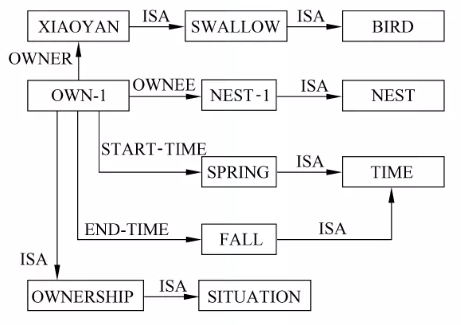 XIAOYAN ISA SWALLOW ISA BIRD
OWNER
OWN-1 OWNEE NEST-1 ISA NEST
START-TIME SPRING ISA TIME
END-TIME FALL ISA
ISA
OWNERSHIP ISA SITUATION